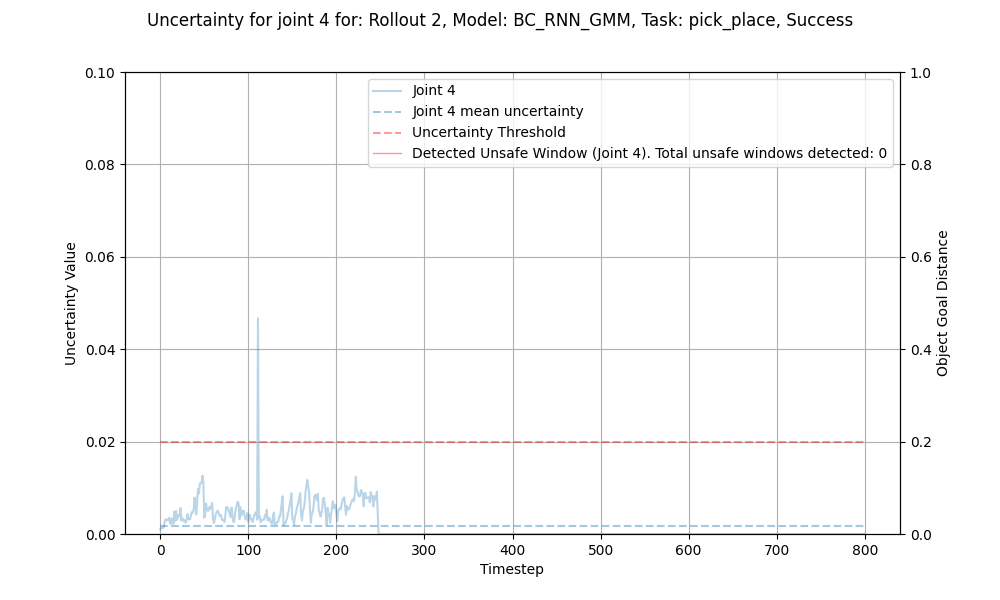 Uncertainty for joint 4 for: Rollout 2, Model: BC_RNN_GMM, Task: pick_place, Success
Joint 4
Joint 4 mean uncertainty
Uncertainty Threshold
Detected Unsafe Window (Joint 4). Total unsafe windows detected: 0
Uncertainty Value
0.10
0.08
0.06
0.04
0.02
0.00
1.0
0.8
0.6
0.4
0.2
0.0
Object Goal Distance
0 100 200 300 400 500 600 700 800
Timestep